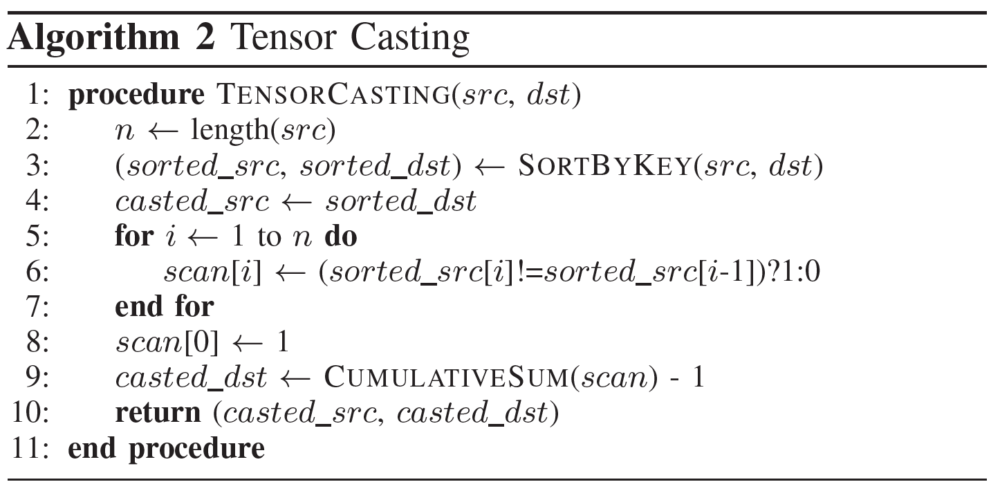 Algorithm 2 Tensor Casting
1: procedure TENSORCASTING(src, dst)
2: n ← length(src)
3: (sorted_src, sorted_dst) ← SORTBYKEY(src, dst)
4: casted_src ← sorted_dst
5: for i ← 1 to n do
6: scan[i] ← (sorted_src[i]!=sorted_src[i-1])?1:0
7: end for
8: scan[0] ← 1
9: casted_dst ← CUMULATIVESUM(scan) - 1
10: return (casted_src, casted_dst)
11: end procedure